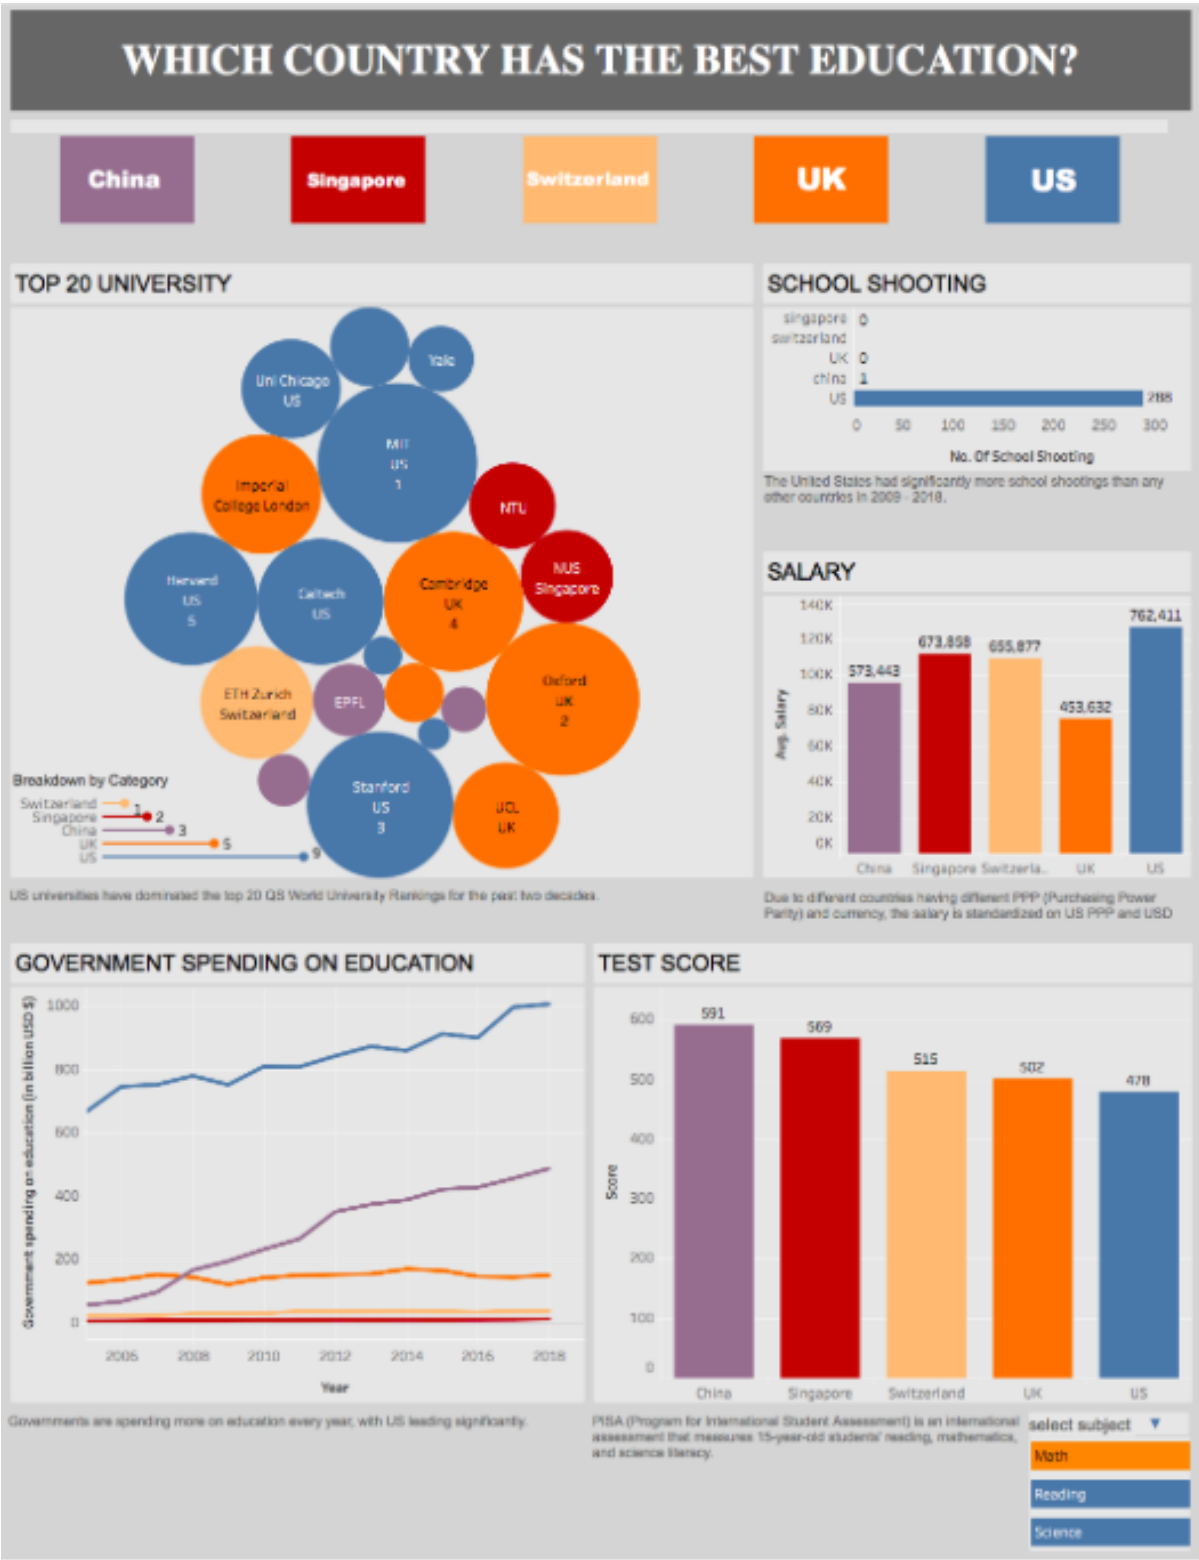 WHICH COUNTRY HAS THE BEST EDUCATION?
China
Singapore
Switzerland
UK
US
TOP 20 UNIVERSITY
Yale
Uni Chicago
US
MIT
US
1
Imperial
College London
NTU
NUS
Singapore
Harvard
US
5
Caltech
US
Cambridge
UK
4
ETH Zurich
Switzerland
EPFL
Oxford
UK
2
Stanford
US
3
UCL
UK
Breakdown by Category
Switzerland 1
Singapore 2
China 3
UK 5
US 9
US universities have dominated the top 20 QS World University Rankings for the past two decades.
SCHOOL SHOOTING
singapore 0
switzerland
UK 0
china 1
US 288
0 50 100 150 200 250 300
No. Of School Shooting
The United States had significantly more school shootings than any
other countries in 2009 - 2018.
SALARY
Avg. Salary
140K
120K
100K
80K
60K
40K
20K
0K
573,443
673,858
655,877
453,632
762,411
China Singapore Switzerla.. UK US
Due to different countries having different PPP (Purchasing Power
Parity) and currency, the salary is standardized on US PPP and USD
GOVERNMENT SPENDING ON EDUCATION
Government spending on education (in billion USD $)
1000
800
600
400
200
0
2006 2008 2010 2012 2014 2016 2018
Year
Governments are spending more on education every year, with US leading significantly.
TEST SCORE
Score
600
500
400
300
200
100
0
591
569
515
502
478
China Singapore Switzerland UK US
PISA (Program for International Student Assessment) is an international
assessment that measures 15-year-old students' reading, mathematics,
and science literacy.
select subject
Math
Reading
Science